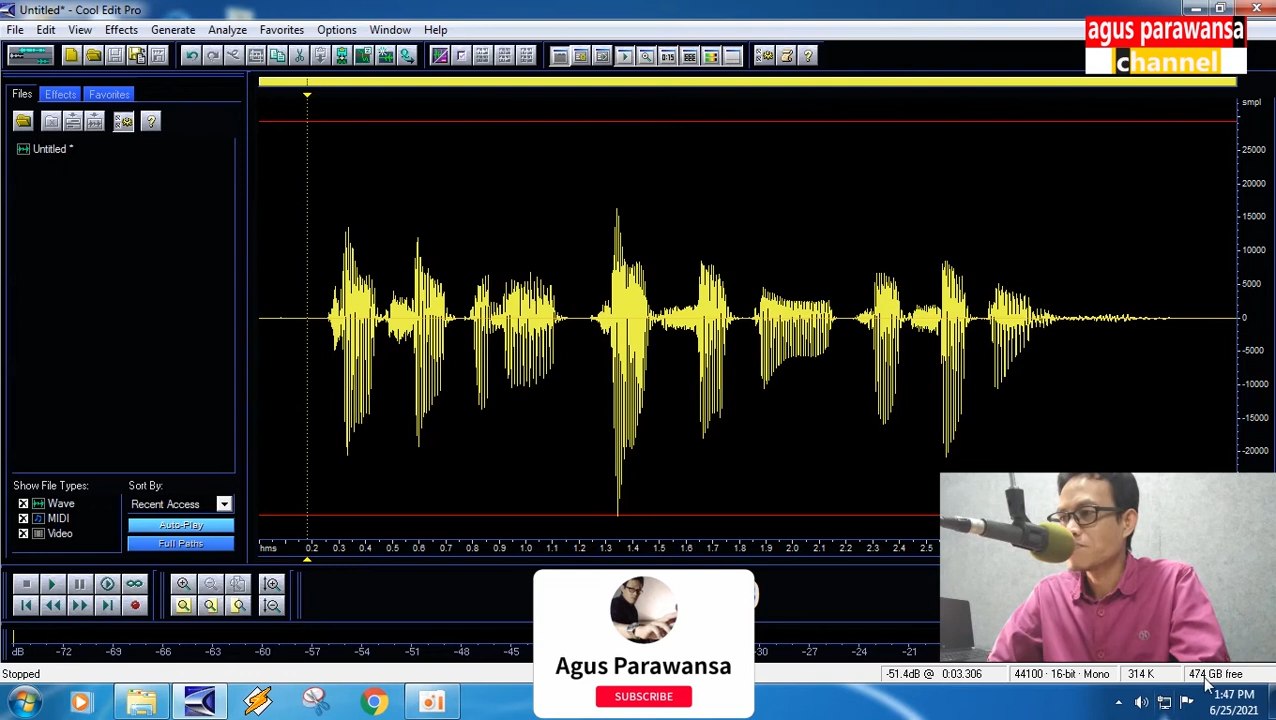 Untitled* - Cool Edit Pro
File Edit View Effects Generate Analyze Favorites Options Window Help
agus parawansa
channel
0:15
Files Effects Favorites
Untitled *
smpl
25000
20000
15000
10000
5000
0
-5000
-10000
-15000
-20000
Show File Types: Sort By:
Wave
MIDI
Video
Recent Access
Auto-Play
Full Paths
hms 0.2 0.3 0.4 0.5 0.6 0.7 0.8 0.9 1.0 1.1 1.2 1.3 1.4 1.5 1.6 1.7 1.8 1.9 2.0 2.1 2.2 2.3 2.4 2.5
dB -72 -69 -66 -63 -60 -57 -54 -51 -48 -45 -27 -24 -21
Agus Parawansa
SUBSCRIBE
Stopped
-51.4dB @ 0:03.306 44100 · 16-bit · Mono 314 K 474 GB free
1:47 PM
6/25/2021